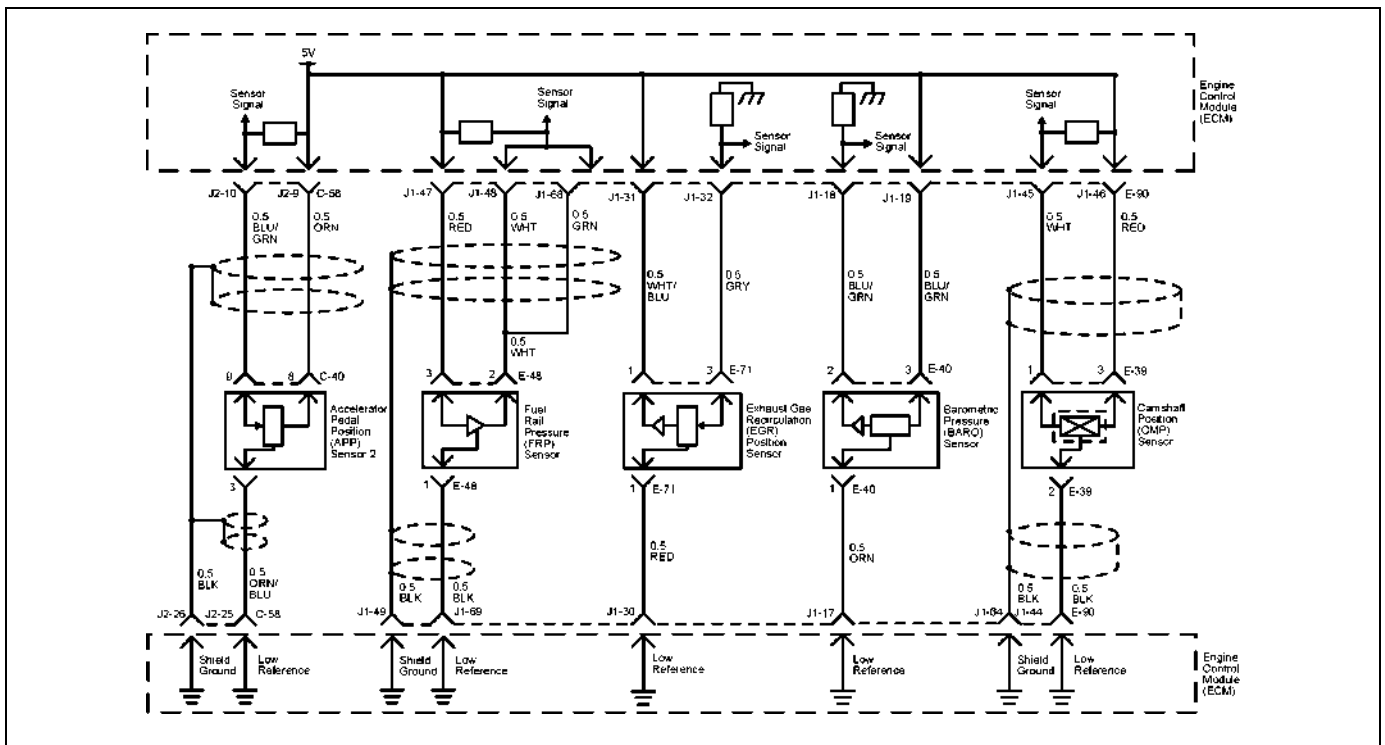 5V
Sensor
Signal
Sensor
Signal
Sensor
Signal
Sensor
Signal
Sensor
Signal
Engine
Control
Module
(ECM)
J2-10
J2-9
C-58
J1-47
J1-48
J1-68
J1-31
J1-32
J1-18
J1-19
J1-45
J1-46
E-90
0.5
BLU/
GRN
0.5
ORN
0.5
RED
0.5
WHT
0.5
GRN
0.5
WHT/
BLU
0.5
GRY
0.5
BLU/
GRN
0.5
BLU/
GRN
0.5
WHT
0.5
RED
0.5
WHT
9
8
C-40
3
2
E-48
1
3
E-71
2
3
E-40
1
3
E-39
Accelerator
Pedal
Position
(APP)
Sensor 2
Fuel
Rail
Pressure
(FRP)
Sensor
Exhaust Gas
Recirculation
(EGR)
Position
Sensor
Barometric
Pressure
(BARO)
Sensor
Camshaft
Position
(CMP)
Sensor
3
1
E-48
1
E-71
1
E-40
2
E-39
0.5
BLK
0.5
ORN/
BLU
0.5
BLK
0.5
BLK
0.5
RED
0.5
ORN
0.5
BLK
0.5
BLK
J2-26
J2-25
C-58
J1-49
J1-69
J1-30
J1-17
J1-64
J1-44
E-90
Shield
Ground
Low
Reference
Shield
Ground
Low
Reference
Low
Reference
Low
Reference
Shield
Ground
Low
Reference
Engine
Control
Module
(ECM)